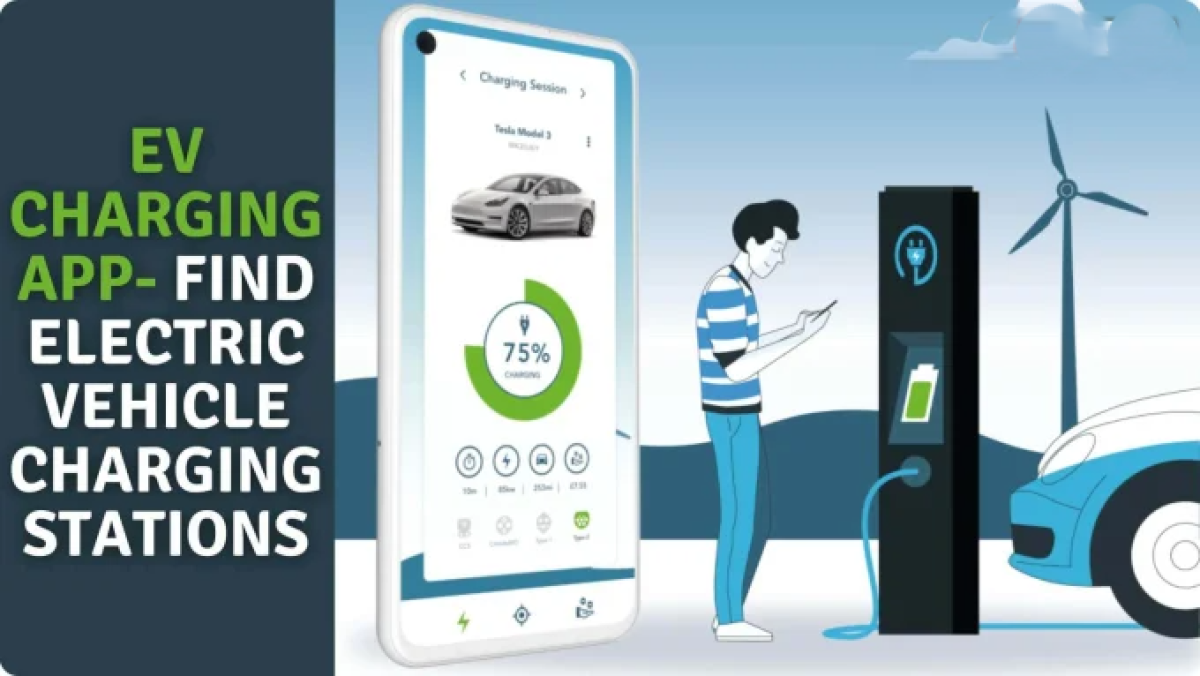 EV
CHARGING
APP- FIND
ELECTRIC
VEHICLE
CHARGING
STATIONS
Charging Session
Tesla Model 3
75%
CHARGING